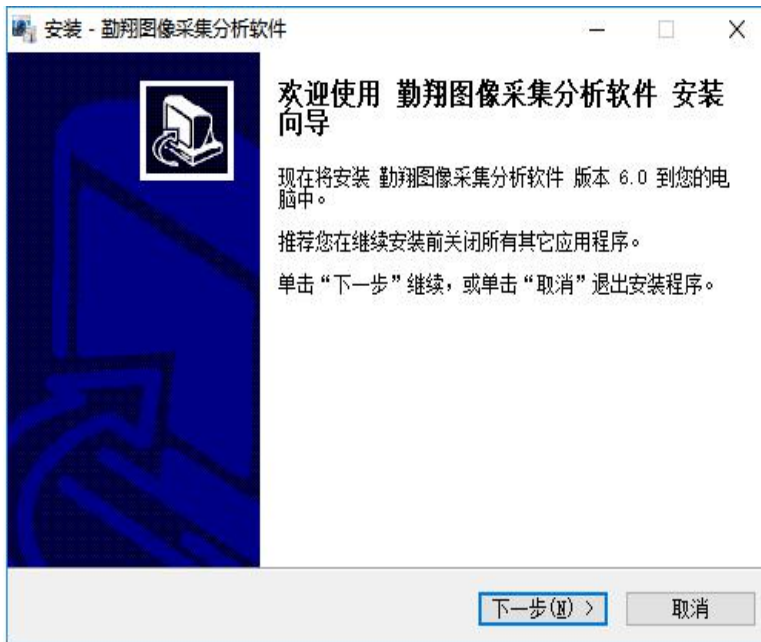 安装 - 勤翔图像采集分析软件
欢迎使用 勤翔图像采集分析软件 安装
向导
现在将安装 勤翔图像采集分析软件 版本 6.0 到您的电
脑中。
推荐您在继续安装前关闭所有其它应用程序。
单击“下一步”继续，或单击“取消”退出安装程序。
下一步(N) >
取消